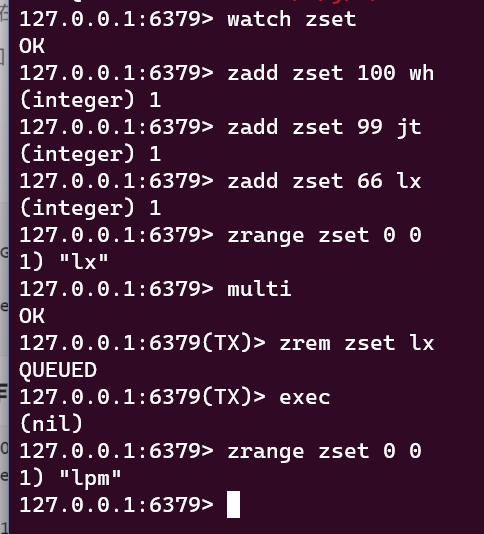 127.0.0.1:6379> watch zset
OK
127.0.0.1:6379> zadd zset 100 wh
(integer) 1
127.0.0.1:6379> zadd zset 99 jt
(integer) 1
127.0.0.1:6379> zadd zset 66 lx
(integer) 1
127.0.0.1:6379> zrange zset 0 0
1) "lx"
127.0.0.1:6379> multi
OK
127.0.0.1:6379(TX)> zrem zset lx
QUEUED
127.0.0.1:6379(TX)> exec
(nil)
127.0.0.1:6379> zrange zset 0 0
1) "lpm"
127.0.0.1:6379>